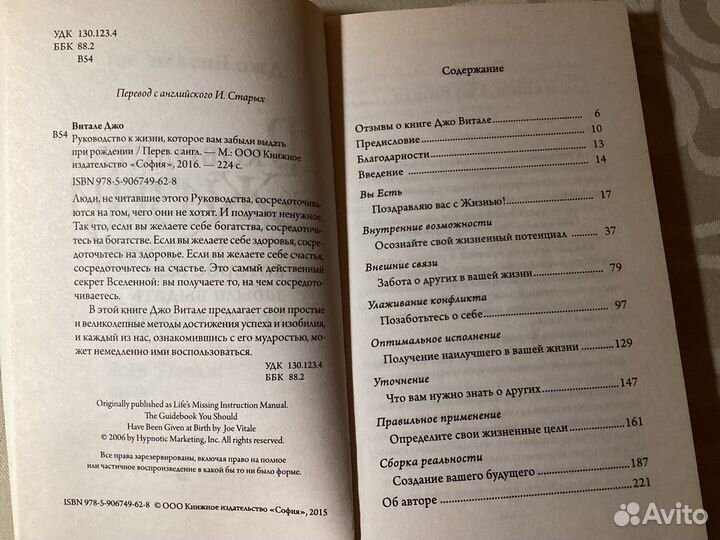 УДК 130.123.4
ББК 88.2
В54
Перевод с английского И. Старых
Витале Джо
В54 Руководство к жизни, которое вам забыли выдать
при рождении / Перев. с англ. — М.: ООО Книжное
издательство «София», 2016. — 224 с.
ISBN 978-5-906749-62-8
Люди, не читавшие этого Руководства, сосредоточива-
ются на том, чего они не хотят. И получают ненужное.
Так что, если вы желаете себе богатства, сосредоточь-
тесь на богатстве. Если вы желаете себе здоровья, сосре-
доточьтесь на здоровье. Если вы желаете себе счастья,
сосредоточьтесь на счастье. Это самый действенный
секрет Вселенной: вы получаете то, на чем сосредото-
чиваетесь.
В этой книге Джо Витале предлагает свои простые
и великолепные методы достижения успеха и изобилия,
и каждый из нас, ознакомившись с его мудростью, мо-
жет немедленно ими воспользоваться.
УДК 130.123.4
ББК 88.2
Originally published as Life's Missing Instruction Manual.
The Guidebook You Should
Have Been Given at Birth by Joe Vitale
© 2006 by Hypnotic Marketing, Inc. All rights reserved.
Все права зарезервированы, включая право на полное
или частичное воспроизведение в какой бы то ни было форме.
ISBN 978-5-906749-62-8 © ООО Книжное издательство «София», 2015
Содержание
Отзывы о книге Джо Витале 6
Предисловие 10
Благодарности 13
Введение 14
Вы Есть
Поздравляю вас с Жизнью! 17
Внутренние возможности
Осознайте свой жизненный потенциал 37
Внешние связи
Забота о других в вашей жизни 79
Улаживание конфликта
Позаботьтесь о себе 97
Оптимальное исполнение
Получение наилучшего в вашей жизни 129
Уточнение
Что вам нужно знать о других 147
Правильное применение
Определите свои жизненные цели 161
Сборка реальности
Создание вашего будущего 187
Об авторе 221
Avito